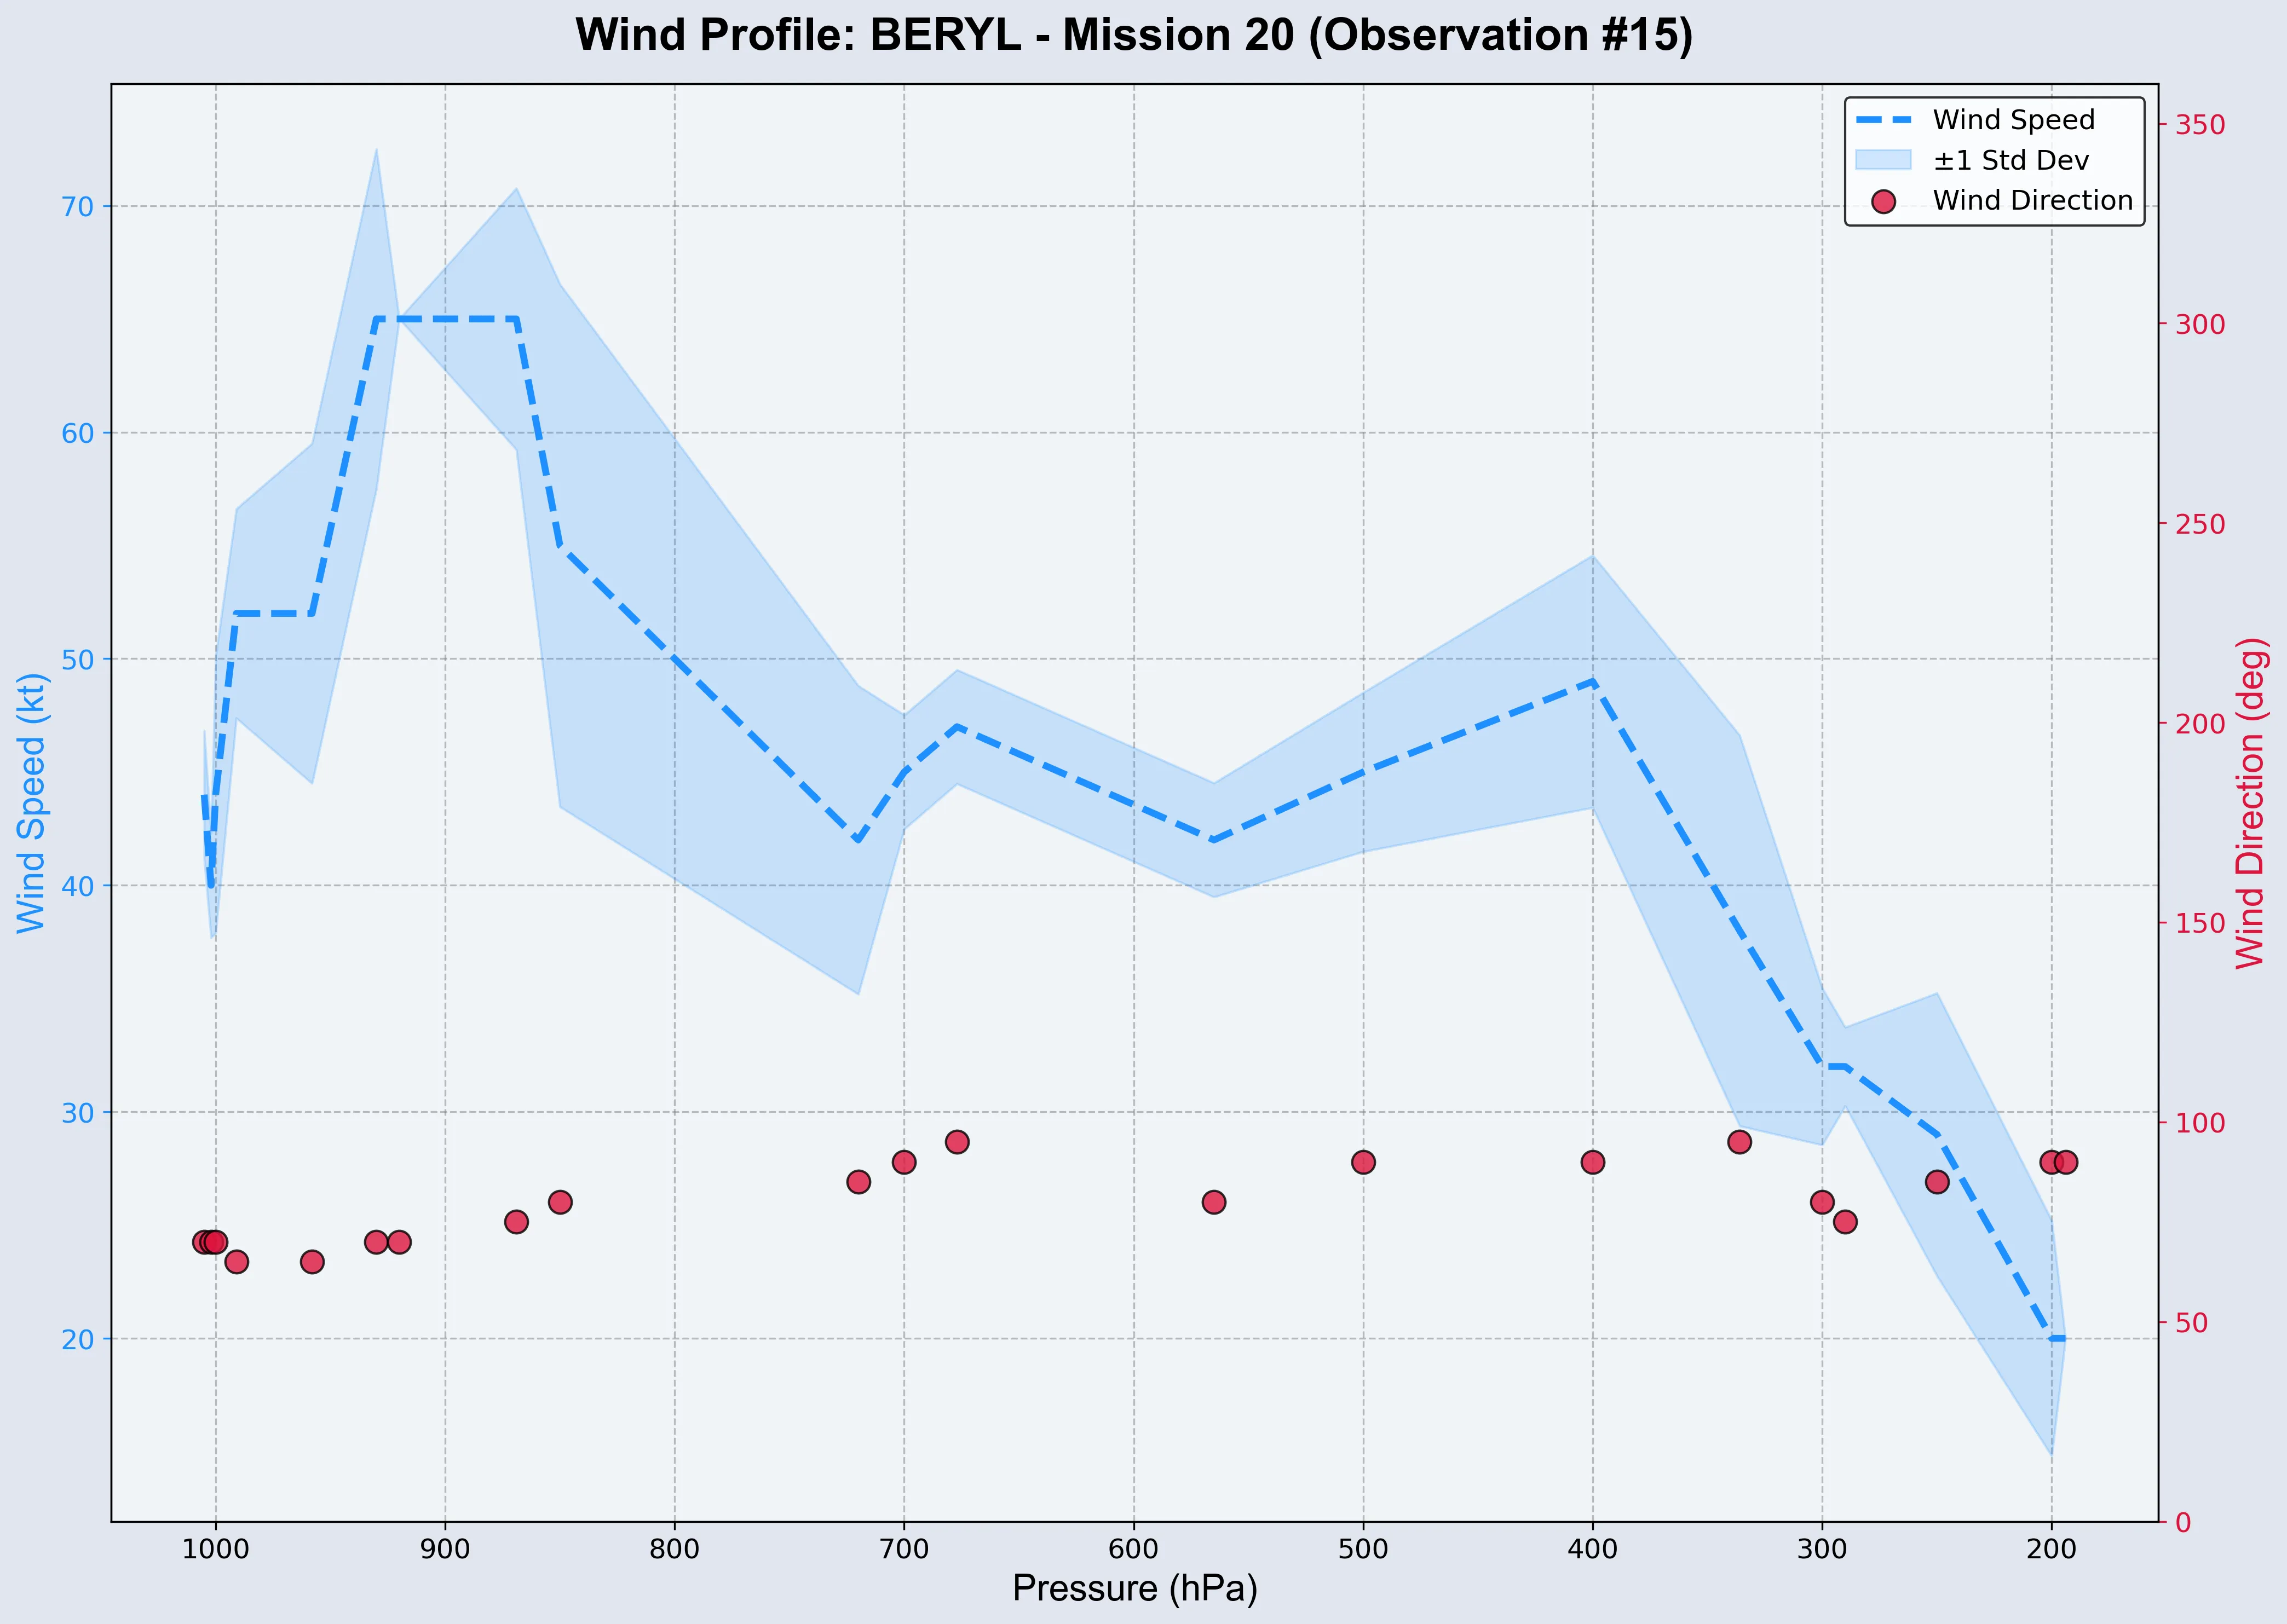 Wind Profile: BERYL - Mission 20 (Observation #15)
Wind Speed
±1 Std Dev
Wind Direction
Wind Speed (kt)
70
60
50
40
30
20
350
300
250
200
150
100
50
0
Wind Direction (deg)
1000 900 800 700 600 500 400 300 200
Pressure (hPa)